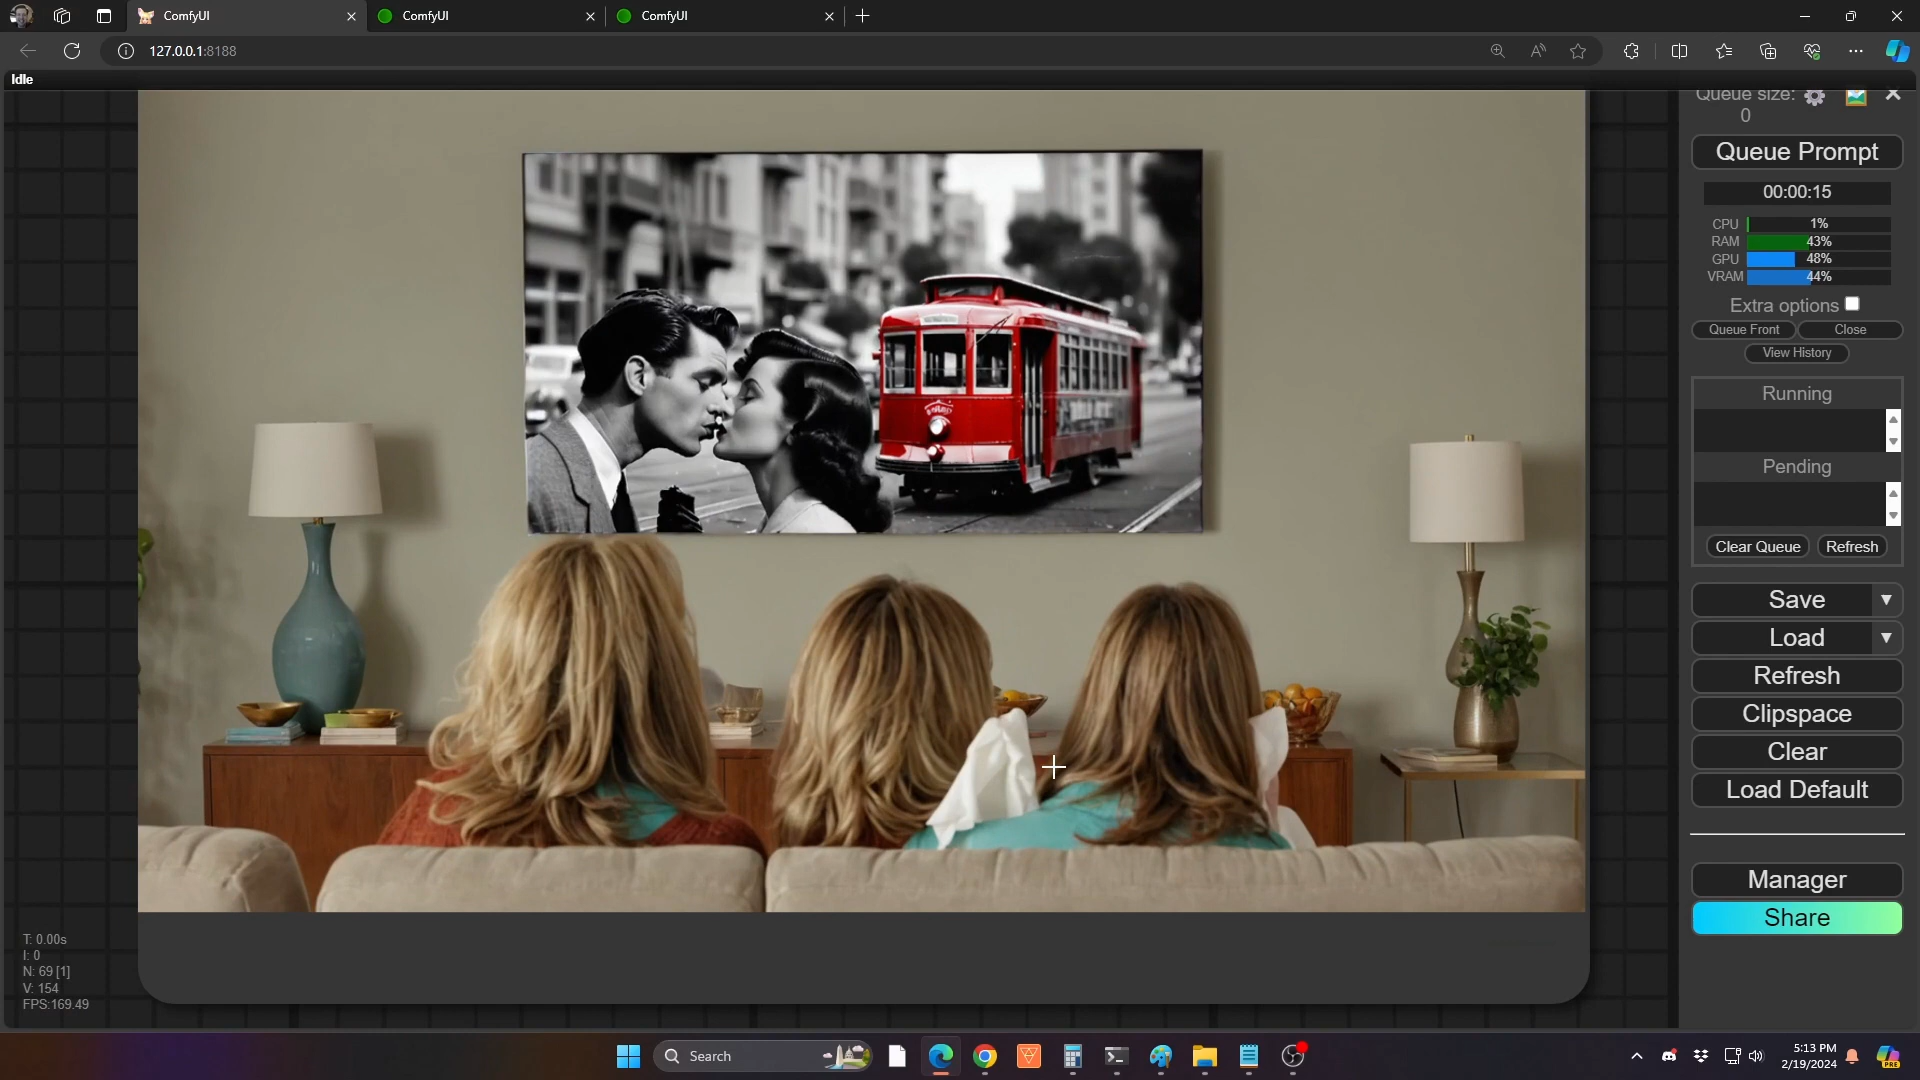 ComfyUI
ComfyUI
ComfyUI
127.0.0.1:8188
Idle
Queue size:
0
Queue Prompt
00:00:15
CPU 1%
RAM 43%
GPU 48%
VRAM 44%
Extra options
Queue Front
Close
View History
Running
Pending
Clear Queue
Refresh
Save ▼
Load ▼
Refresh
Clipspace
Clear
Load Default
Manager
Share
T: 0.00s
I: 0
N: 69 [1]
V: 154
FPS:169.49
Search
5:13 PM
2/19/2024
PRE